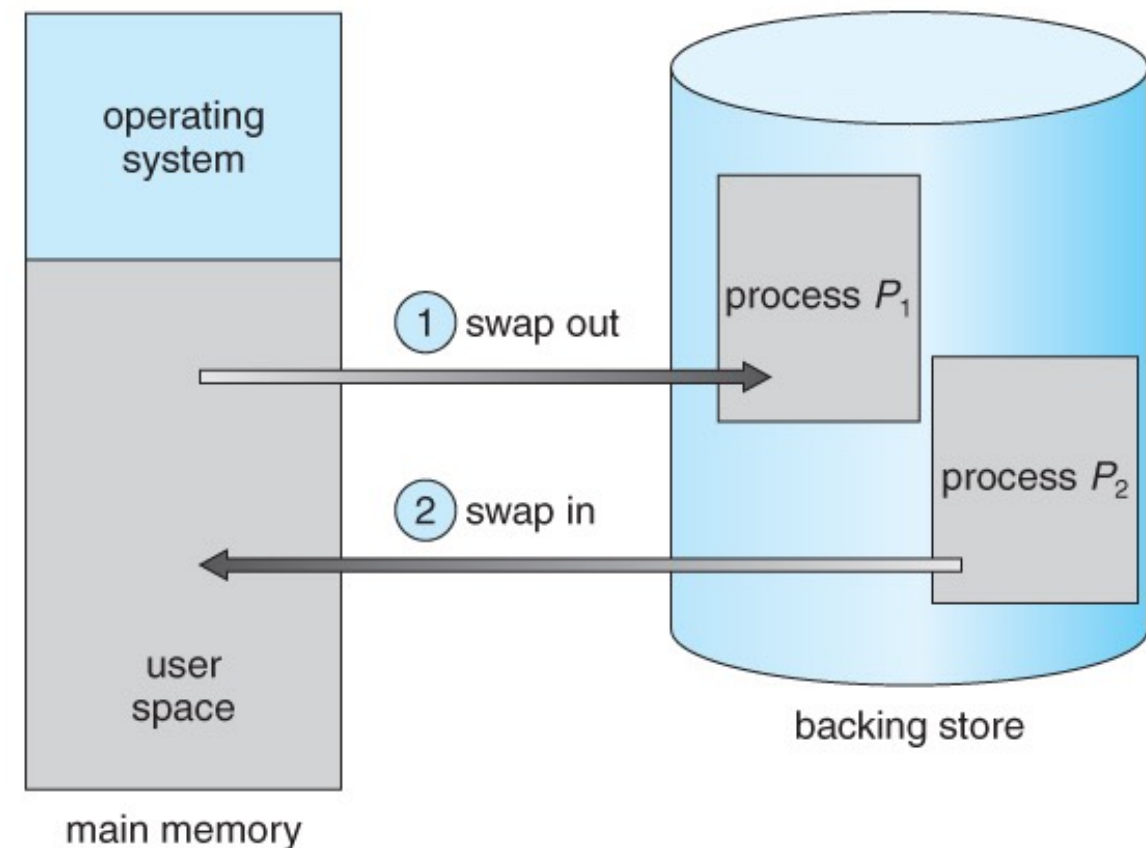 operating
system
1 swap out
process P₁
2 swap in
process P₂
user
space
backing store
main memory